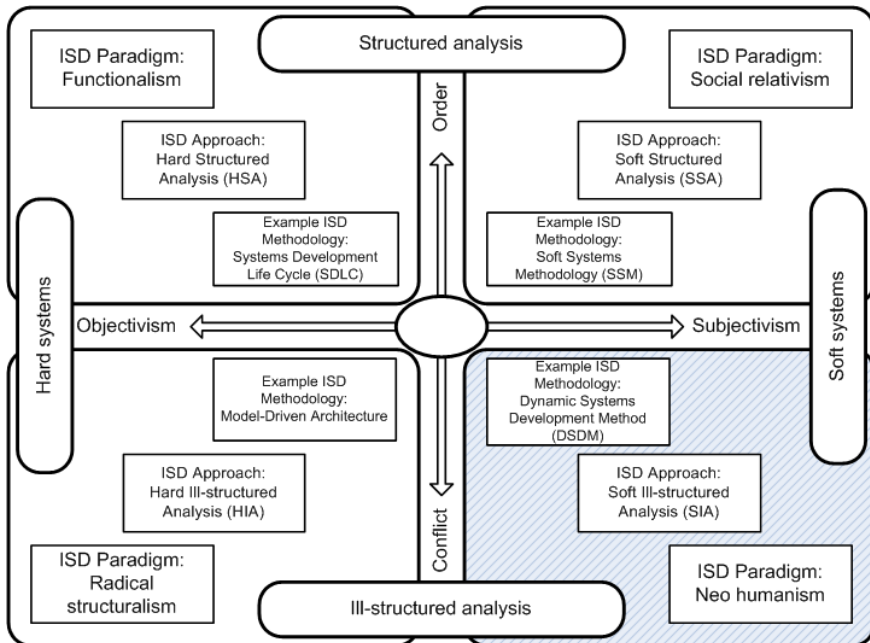 Structured analysis
ISD Paradigm:
Functionalism
ISD Paradigm:
Social relativism
Order
ISD Approach:
Hard Structured
Analysis (HSA)
ISD Approach:
Soft Structured
Analysis (SSA)
Example ISD
Methodology:
Systems Development
Life Cycle (SDLC)
Example ISD
Methodology:
Soft Systems
Methodology (SSM)
Hard systems
Objectivism
Subjectivism
Soft systems
Example ISD
Methodology:
Model-Driven Architecture
Example ISD
Methodology:
Dynamic Systems
Development Method
(DSDM)
ISD Approach:
Hard Ill-structured
Analysis (HIA)
ISD Approach:
Soft Ill-structured
Analysis (SIA)
Conflict
ISD Paradigm:
Radical
structuralism
ISD Paradigm:
Neo humanism
Ill-structured analysis